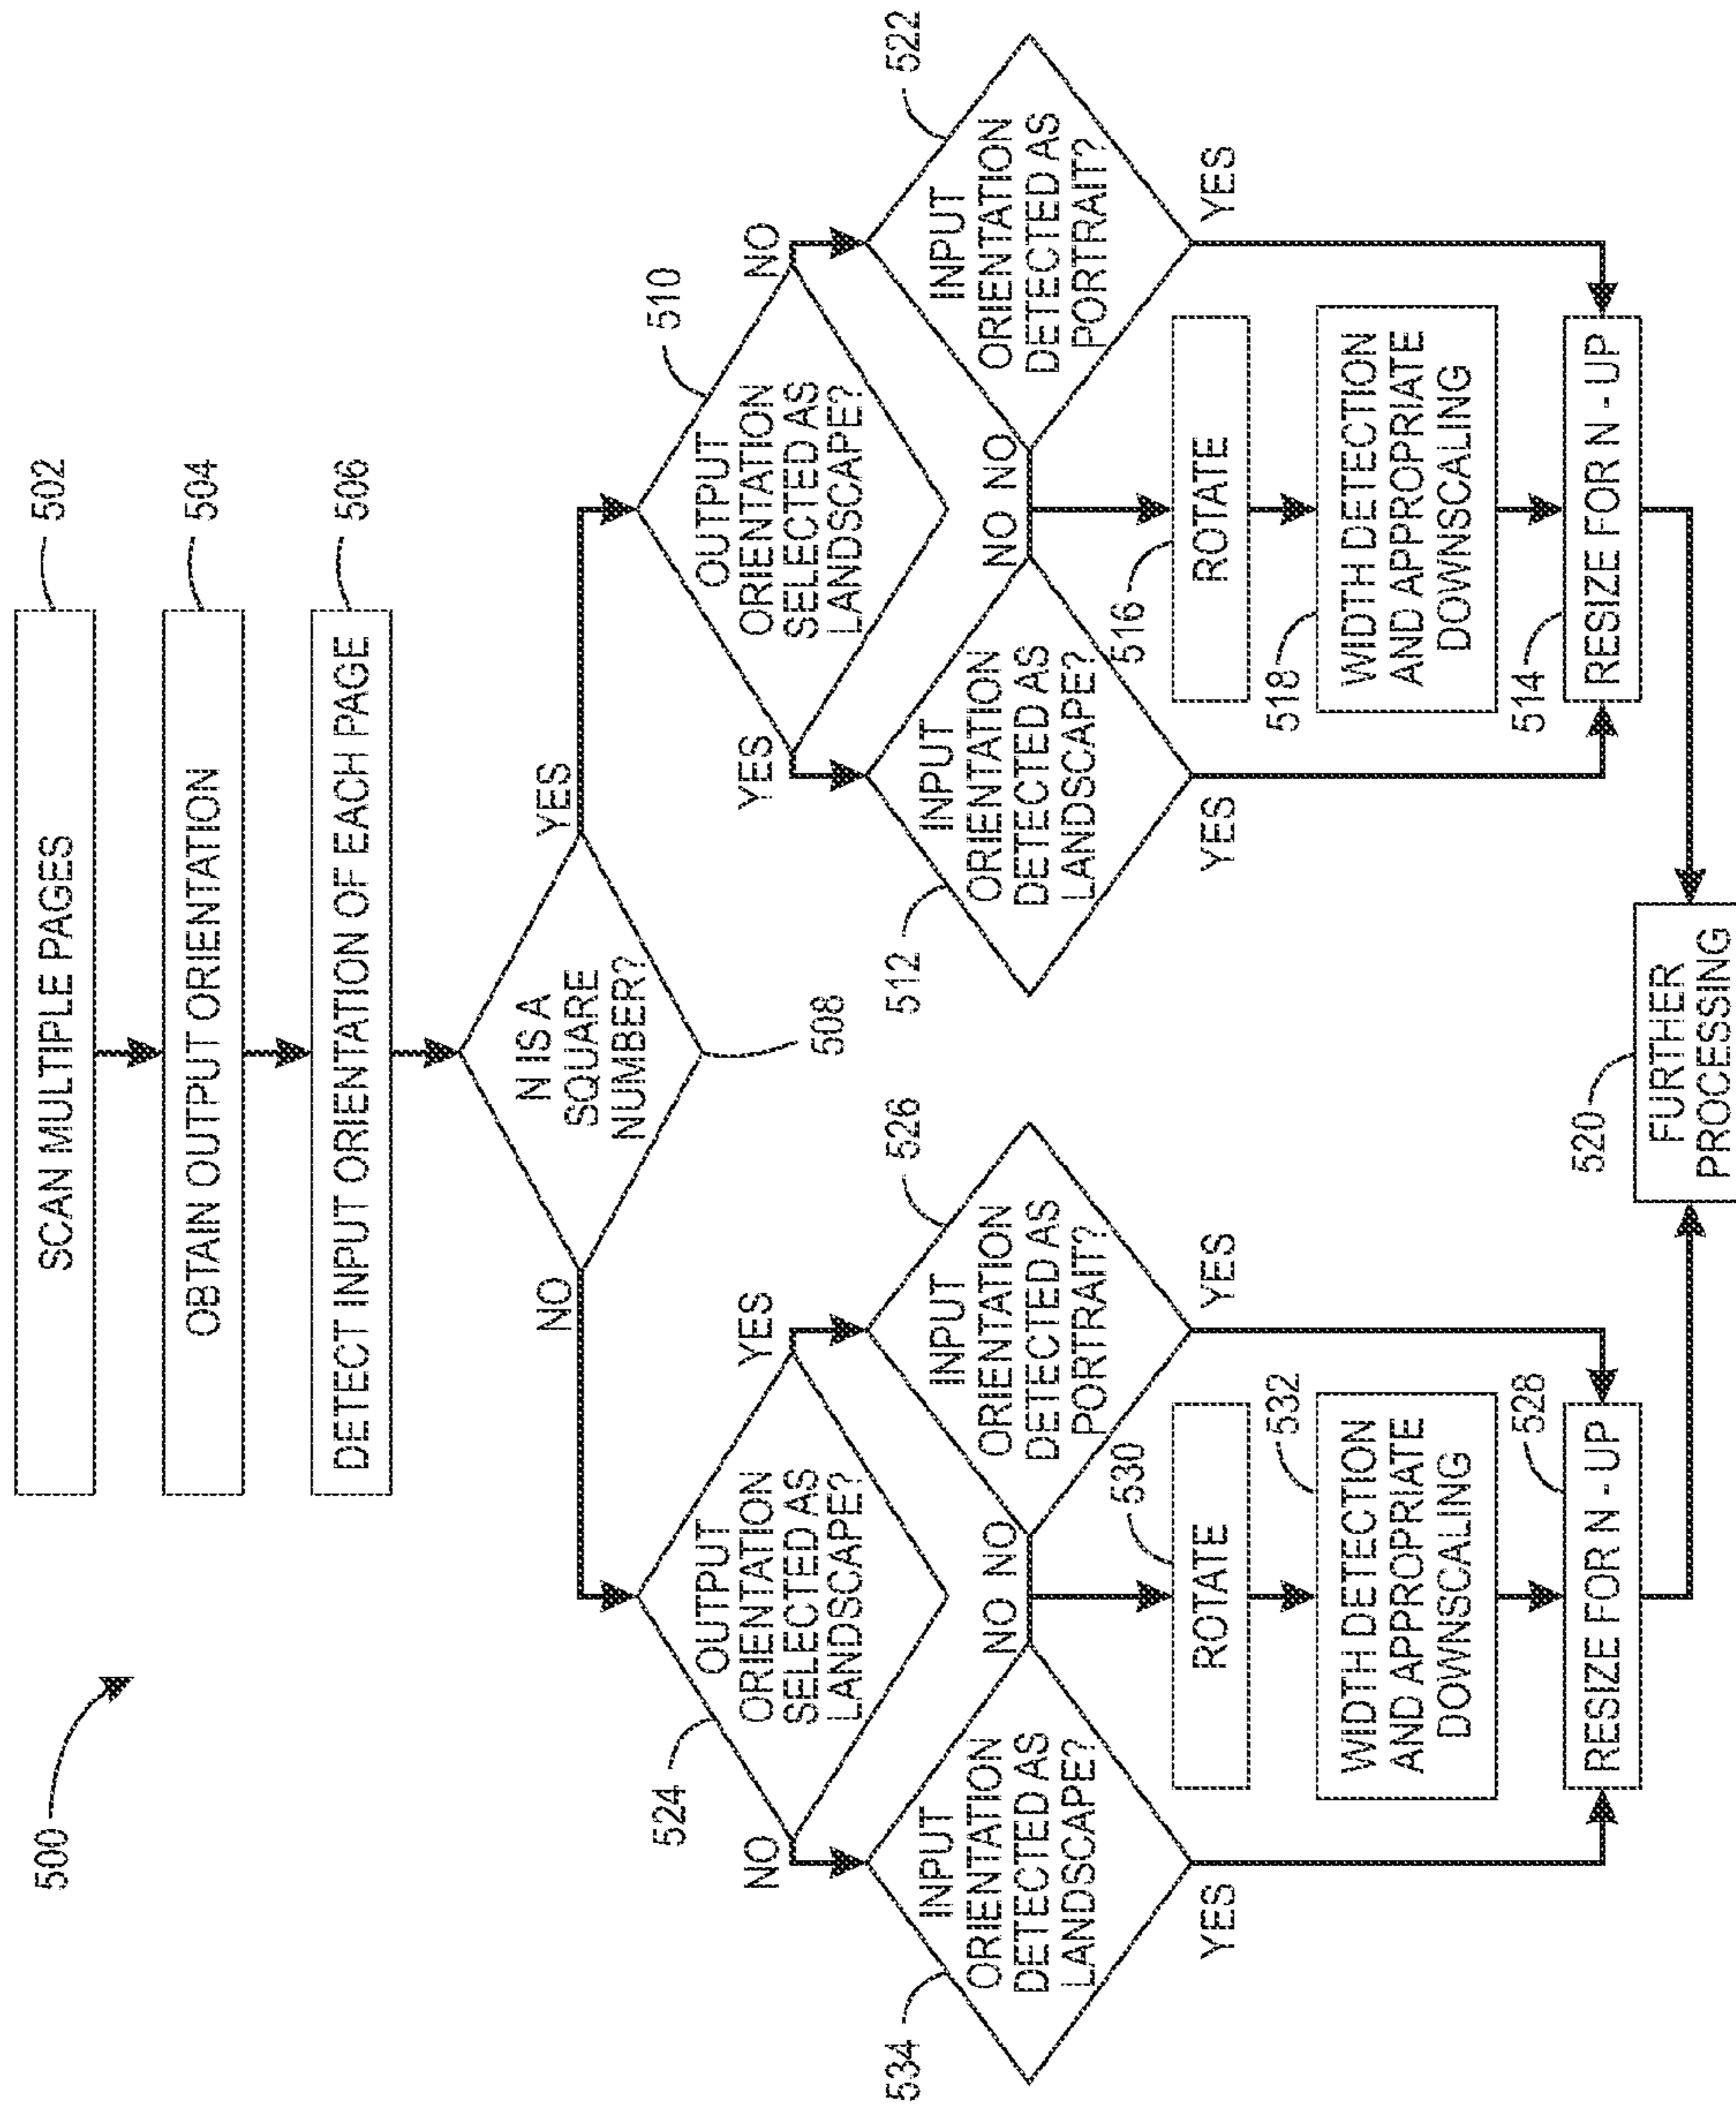 500
SCAN MULTIPLE PAGES
502
OBTAIN OUTPUT ORIENTATION
504
DETECT INPUT ORIENTATION OF EACH PAGE
506
N IS A
SQUARE
NUMBER?
508
NO
YES
OUTPUT
ORIENTATION
SELECTED AS
LANDSCAPE?
524
NO
YES
OUTPUT
ORIENTATION
SELECTED AS
LANDSCAPE?
510
YES
NO
INPUT
ORIENTATION
DETECTED AS
LANDSCAPE?
534
NO
YES
INPUT
ORIENTATION
DETECTED AS
PORTRAIT?
526
NO
YES
INPUT
ORIENTATION
DETECTED AS
LANDSCAPE?
512
NO
YES
INPUT
ORIENTATION
DETECTED AS
PORTRAIT?
522
NO
YES
ROTATE
530
ROTATE
516
WIDTH DETECTION
AND APPROPRIATE
DOWNSCALING
532
WIDTH DETECTION
AND APPROPRIATE
DOWNSCALING
518
RESIZE FOR N - UP
528
RESIZE FOR N - UP
514
FURTHER
PROCESSING
520